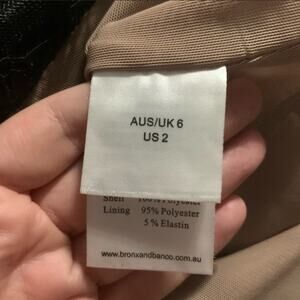 AUS/UK 6
US 2
Shell 100% Polyester
Lining 95% Polyester
5% Elastin
www.bronxandbanco.com.au